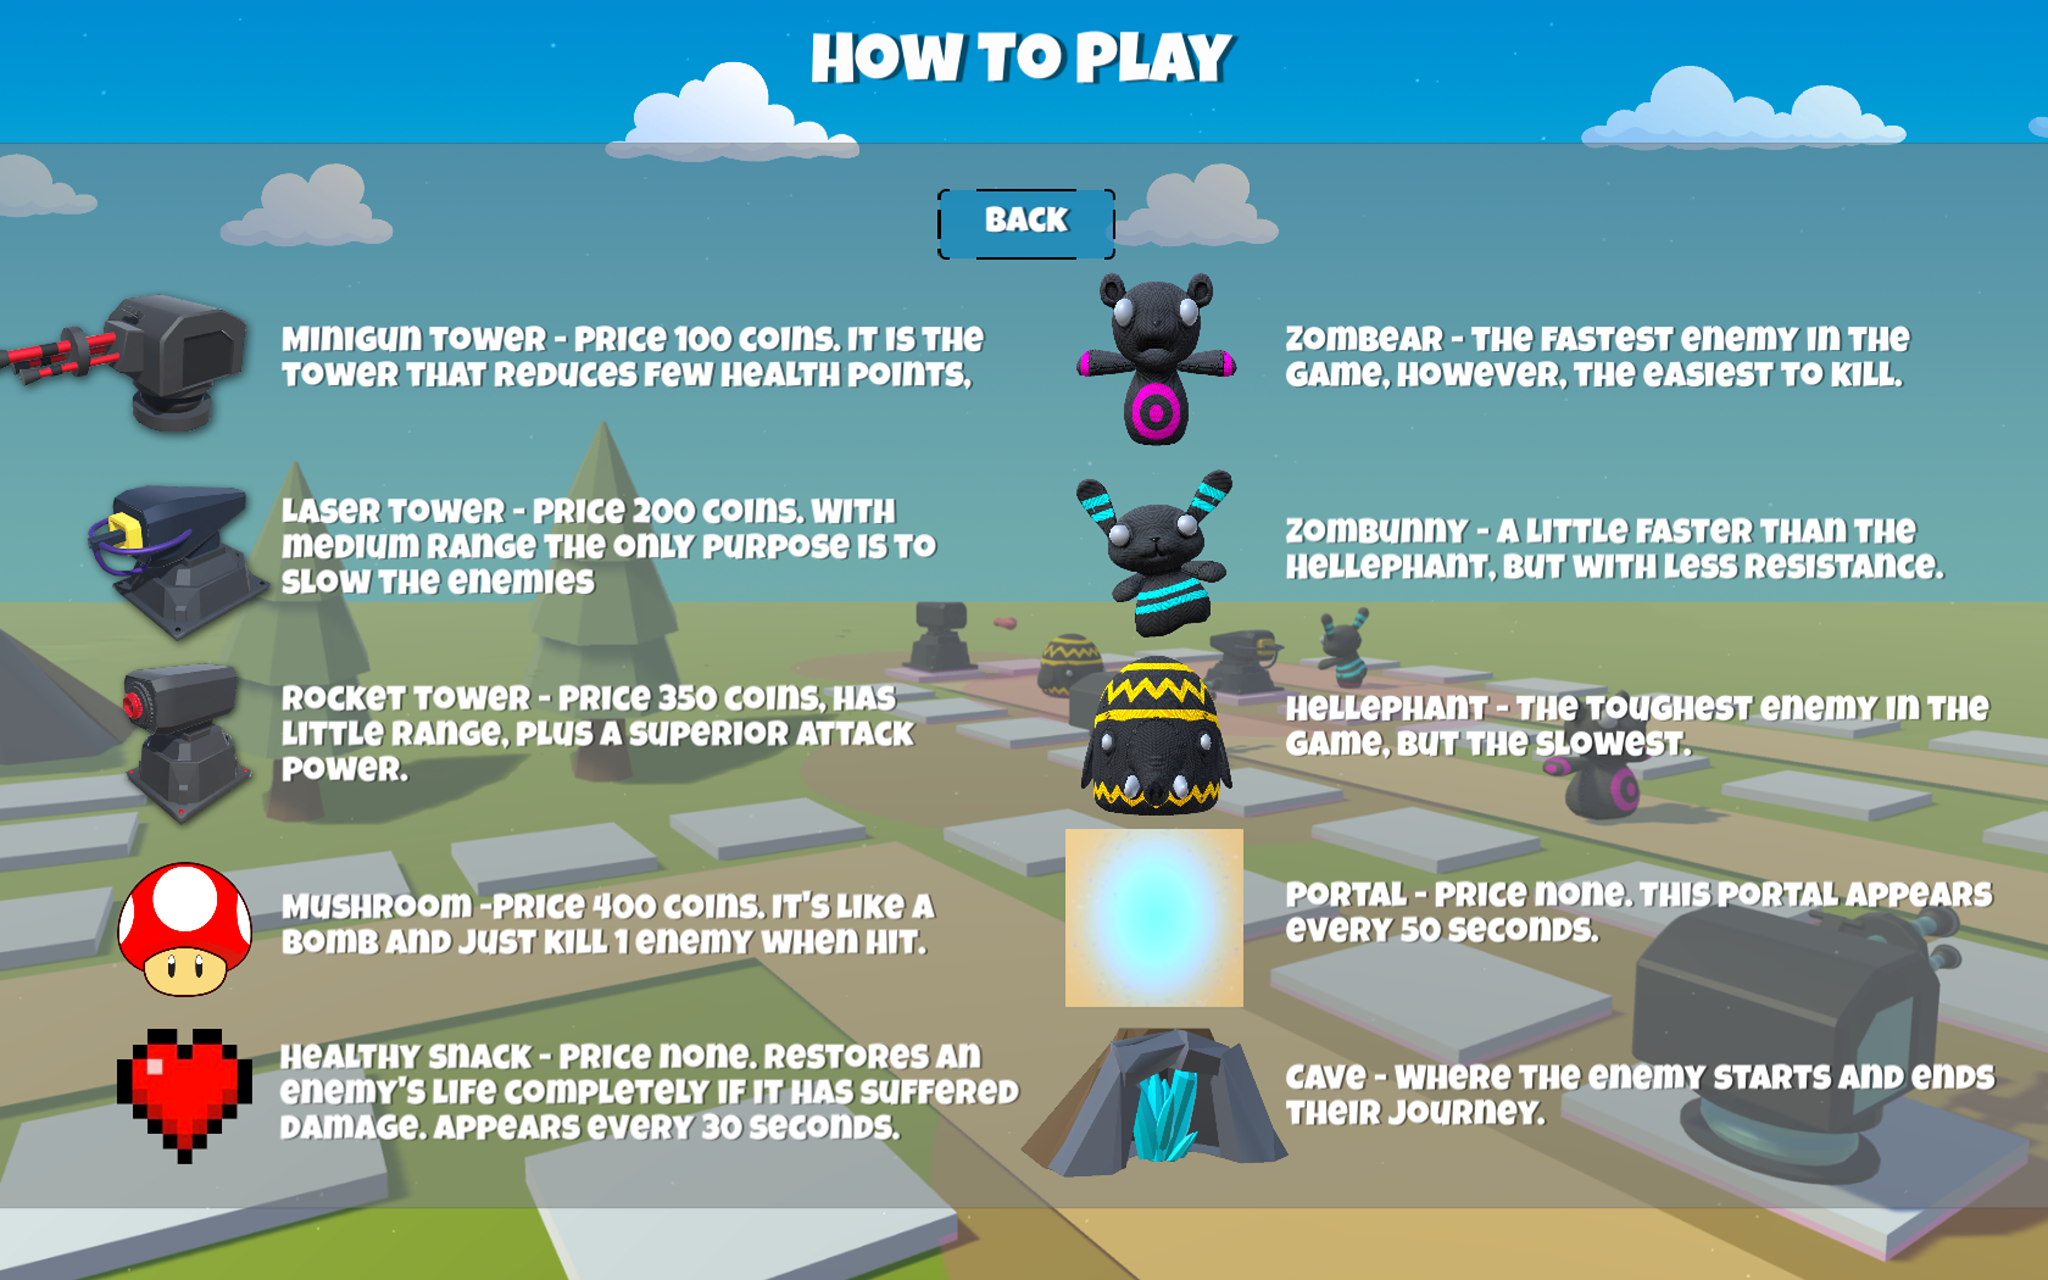 HOW TO PLAY
BACK
MINIGUN TOWER - PRICE 100 COINS. IT IS THE
TOWER THAT REDUCES FEW HEALTH POINTS,
LASER TOWER - PRICE 200 COINS. WITH
MEDIUM RANGE THE ONLY PURPOSE IS TO
SLOW THE ENEMIES
ROCKET TOWER - PRICE 350 COINS, HAS
LITTLE RANGE, PLUS A SUPERIOR ATTACK
POWER.
MUSHROOM -PRICE 400 COINS. IT'S LIKE A
BOMB AND JUST KILL 1 ENEMY WHEN HIT.
HEALTHY SNACK - PRICE NONE. RESTORES AN
ENEMY'S LIFE COMPLETELY IF IT HAS SUFFERED
DAMAGE. APPEARS EVERY 30 SECONDS.
ZOMBEAR - THE FASTEST ENEMY IN THE
GAME, HOWEVER, THE EASIEST TO KILL.
ZOMBUNNY - A LITTLE FASTER THAN THE
HELLEPHANT, BUT WITH LESS RESISTANCE.
HELLEPHANT - THE TOUGHEST ENEMY IN THE
GAME, BUT THE SLOWEST.
PORTAL - PRICE NONE. THIS PORTAL APPEARS
EVERY 50 SECONDS.
CAVE - WHERE THE ENEMY STARTS AND ENDS
THEIR JOURNEY.